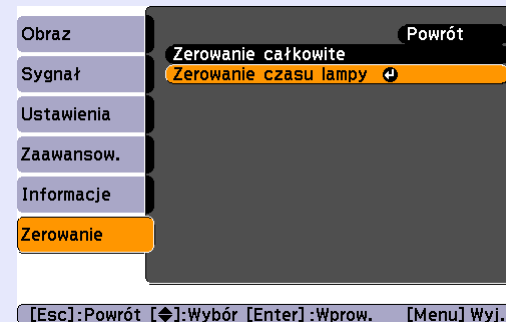 Obraz
Sygnał
Ustawienia
Zaawansow.
Informacje
Zerowanie
Powrót
Zerowanie całkowite
Zerowanie czasu lampy
[Esc]:Powrót [◆]:Wybór [Enter]:Wprow. [Menu] Wyj.